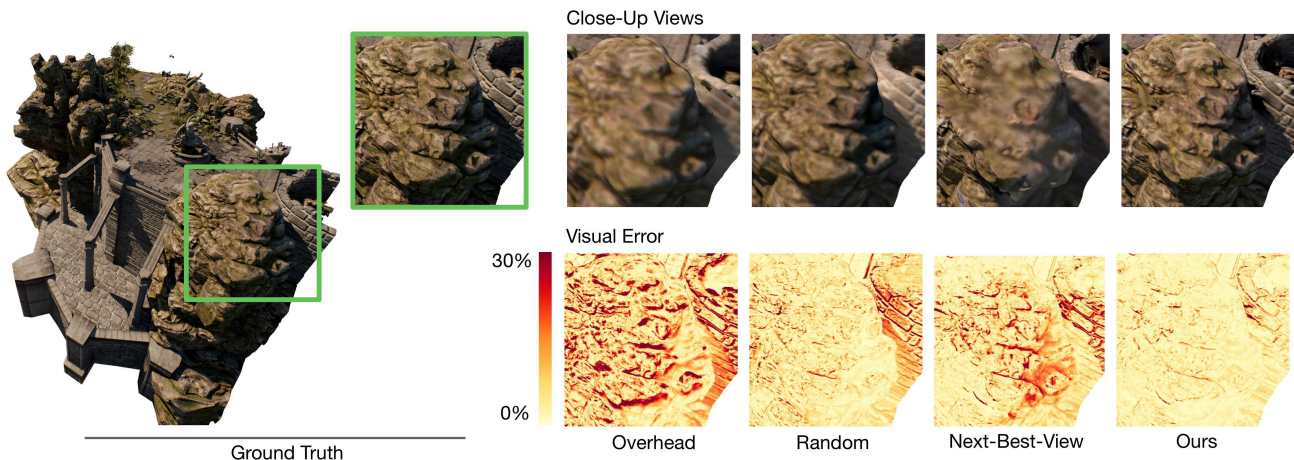 Close-Up Views
Visual Error
30%
0%
Ground Truth
Overhead
Random
Next-Best-View
Ours